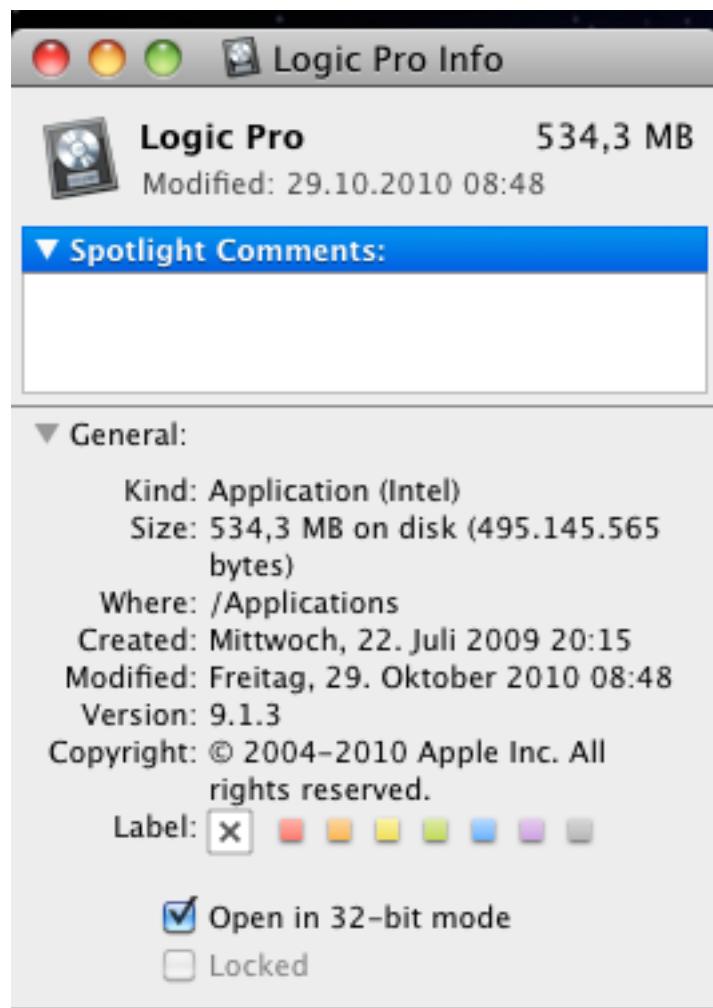 Logic Pro Info
Logic Pro 534,3 MB
Modified: 29.10.2010 08:48
Spotlight Comments:
General:
Kind: Application (Intel)
Size: 534,3 MB on disk (495.145.565
bytes)
Where: /Applications
Created: Mittwoch, 22. Juli 2009 20:15
Modified: Freitag, 29. Oktober 2010 08:48
Version: 9.1.3
Copyright: © 2004–2010 Apple Inc. All
rights reserved.
Label:
Open in 32-bit mode
Locked